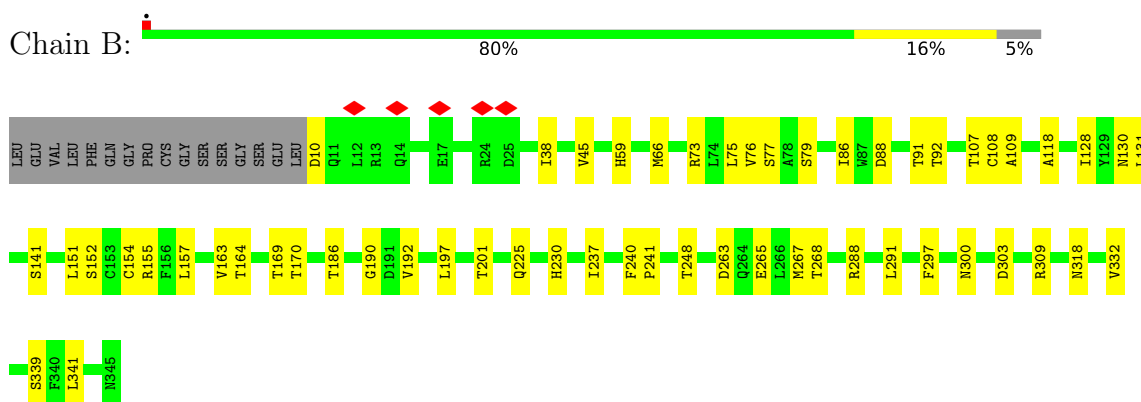 Chain B:
80% 16% 5%
LEU GLU VAL LEU PHE GLN GLY PRO CYS GLY SER SER GLY SER GLU LEU D10 Q11 L12 R13 Q14 E17 R24 D25 I38 V45 H59 M66 R73 L74 L75 V76 S77 A78 S79 I86 W87 D88 T91 T92 T107 C108 A109 A118 I128 Y129 N130 L131
S141 L151 S152 C153 C154 R155 F156 L157 V163 T164 T169 T170 T186 G190 D191 V192 L197 T201 Q225 H230 I237 F240 P241 T248 D263 Q264 E265 L266 M267 T268 R288 L291 F297 N300 D303 R309 N318 V332
S339 F340 L341 N345